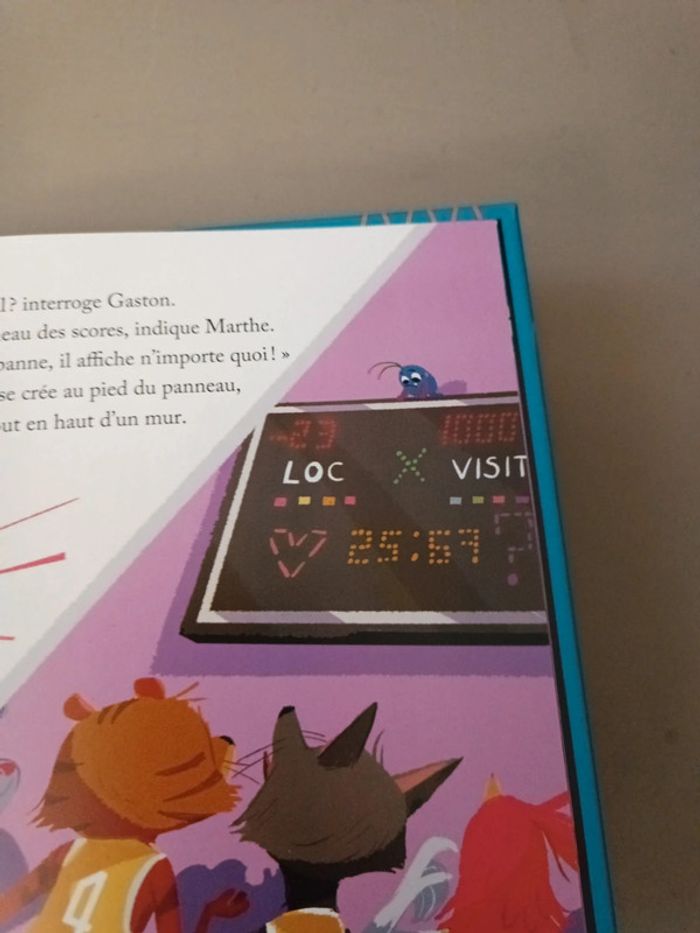 l? interroge Gaston.
eau des scores, indique Marthe.
panne, il affiche n'importe quoi ! »
se crée au pied du panneau,
out en haut d'un mur.
-23 1000
LOC VISIT
25:67 ?
4